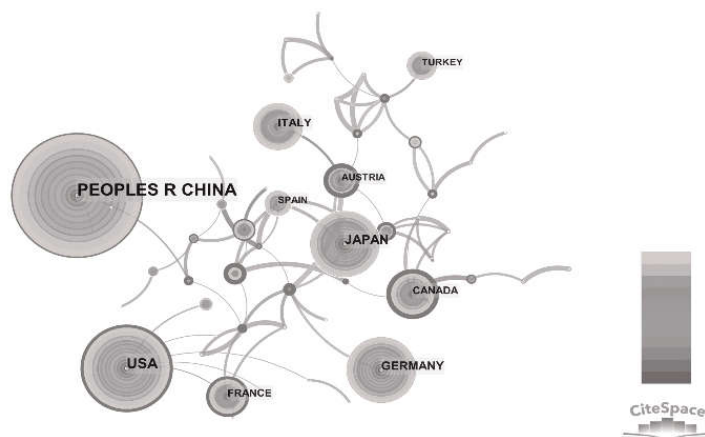 TURKEY
ITALY
AUSTRIA
PEOPLES R CHINA
SPAIN
JAPAN
CANADA
USA
GERMANY
FRANCE
CiteSpace